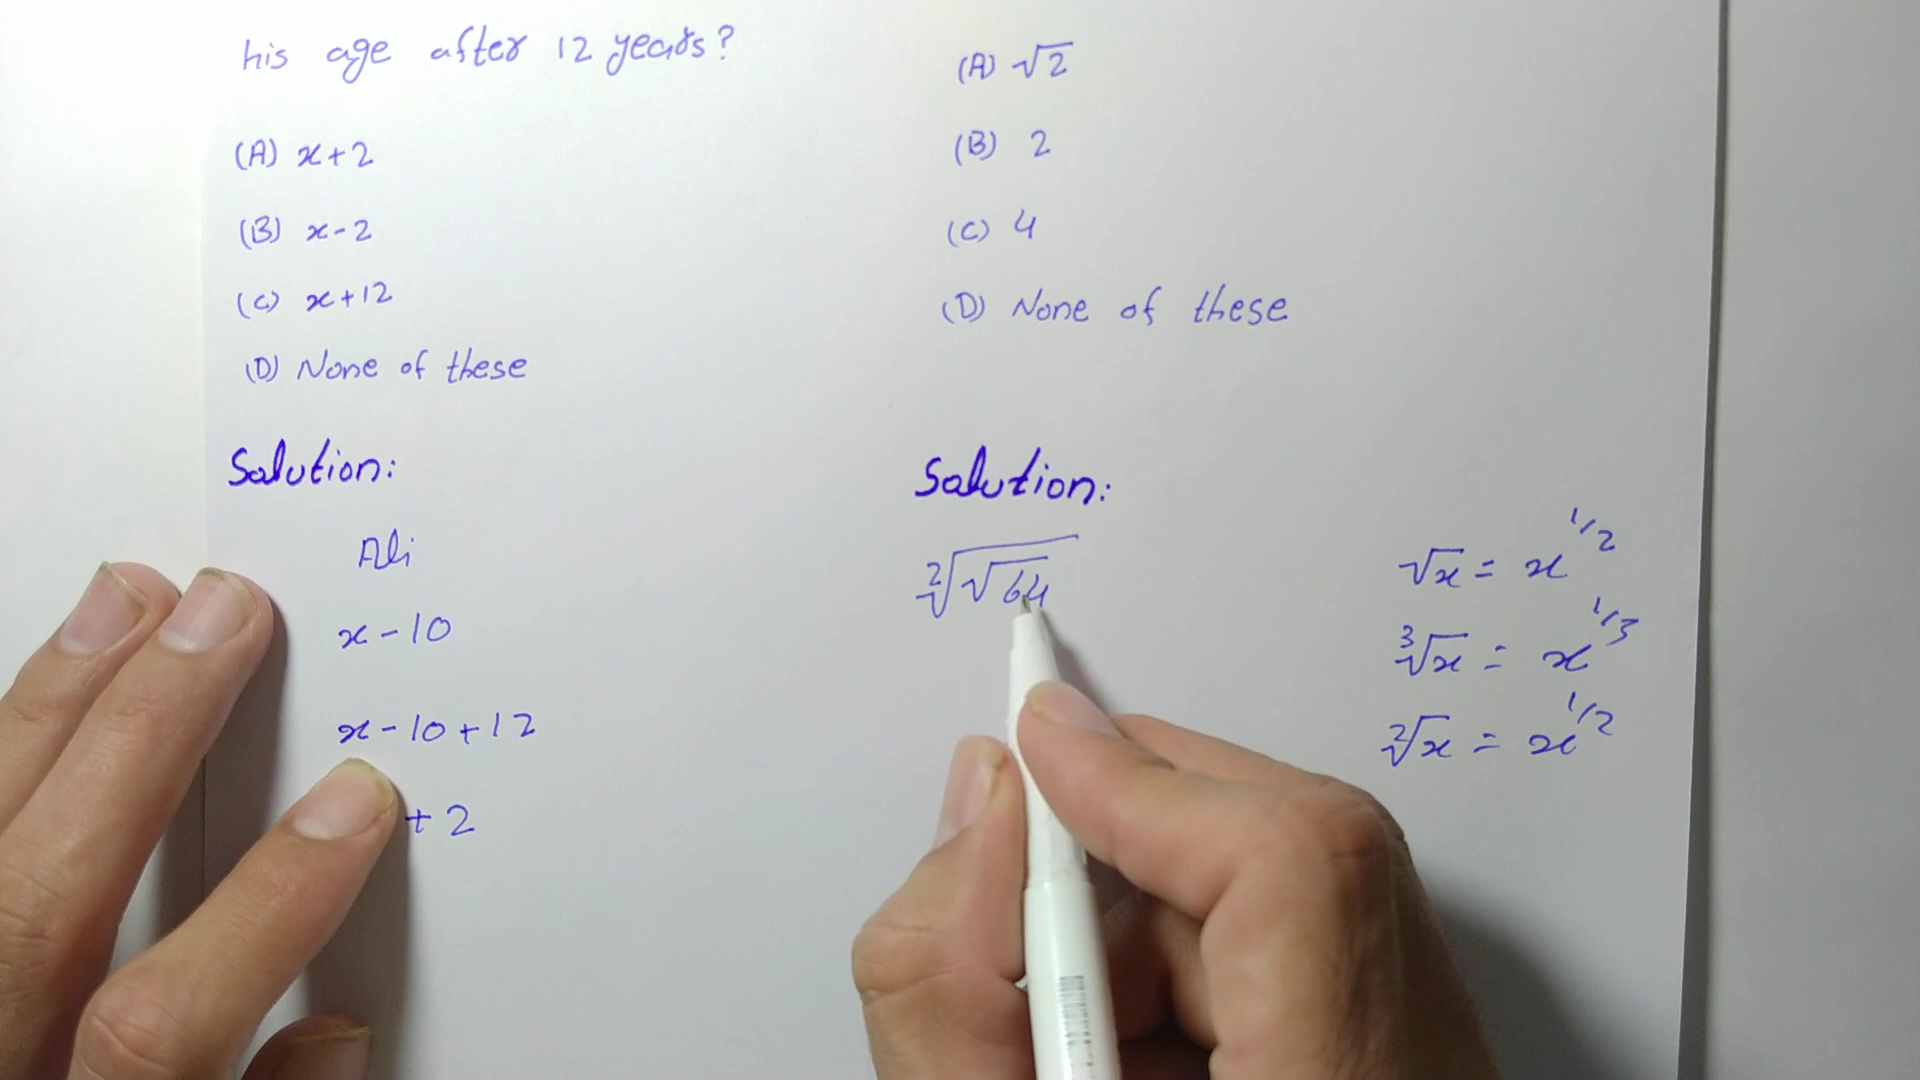 his age after 12 years?
(A) x+2
(B) x-2
(C) x+12
(D) None of these
Solution:
Ali
x-10
x-10+12
+2
(A) √2
(B) 2
(C) 4
(D) None of these
Solution:
²√√64
√x = x^1/2
³√x = x^1/3
²√x = x^1/2